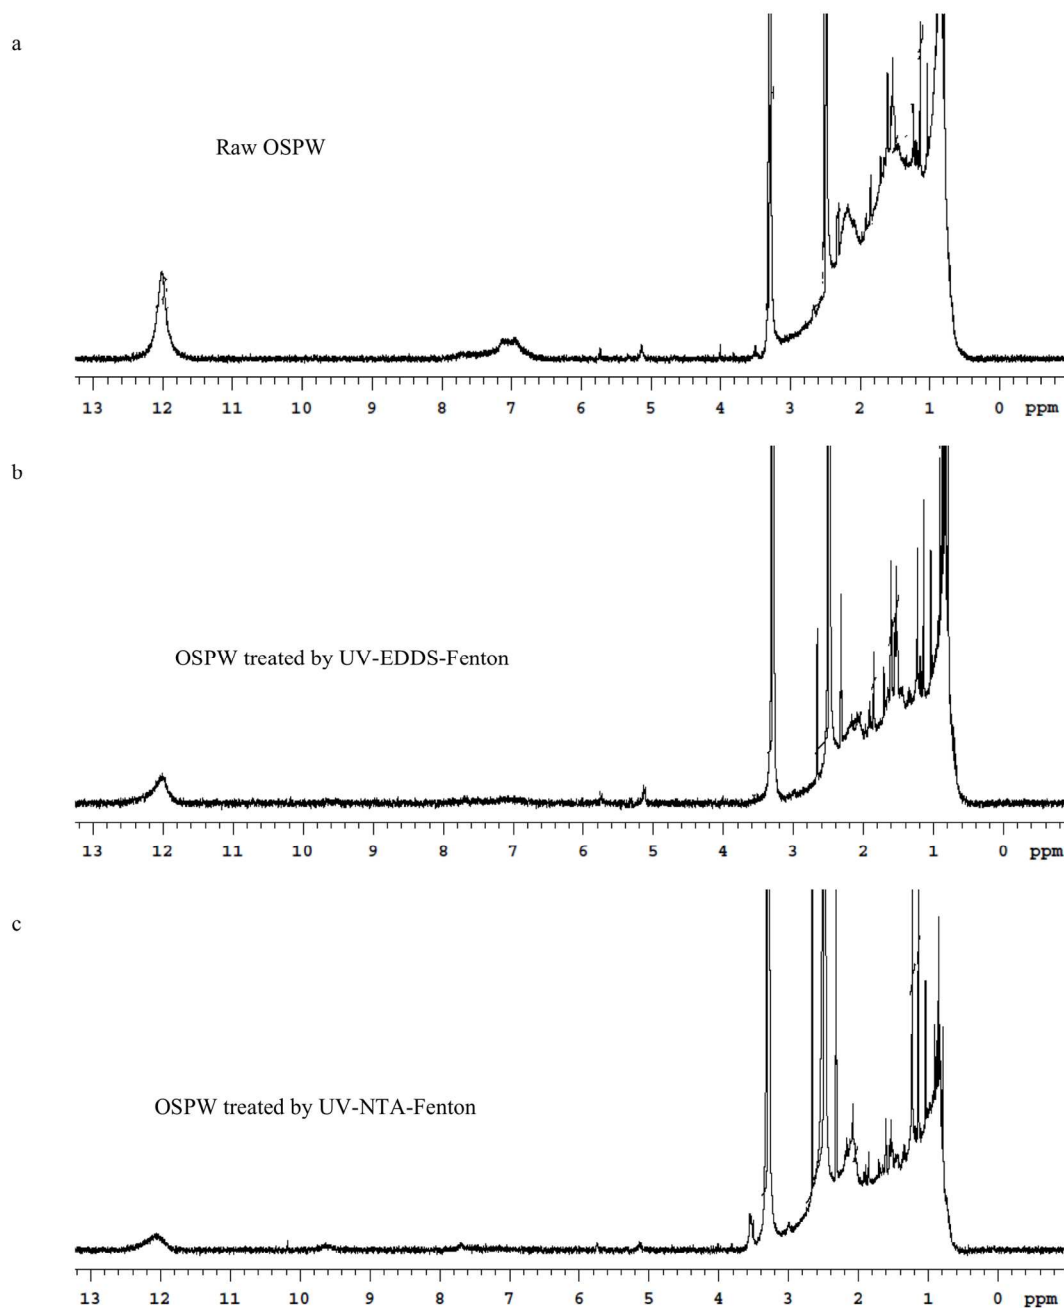 a
Raw OSPW
13 12 11 10 9 8 7 6 5 4 3 2 1 0 ppm
b
OSPW treated by UV-EDDS-Fenton
13 12 11 10 9 8 7 6 5 4 3 2 1 0 ppm
c
OSPW treated by UV-NTA-Fenton
13 12 11 10 9 8 7 6 5 4 3 2 1 0 ppm